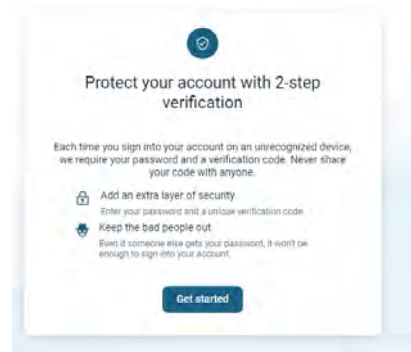 Protect your account with 2-step
verification
Each time you sign into your account on an unrecognized device,
we require your password and a verification code. Never share
your code with anyone.
Add an extra layer of security
Enter your password and a unique verification code.
Keep the bad people out
Even if someone else gets your password, it won't be
enough to sign into your account.
Get started